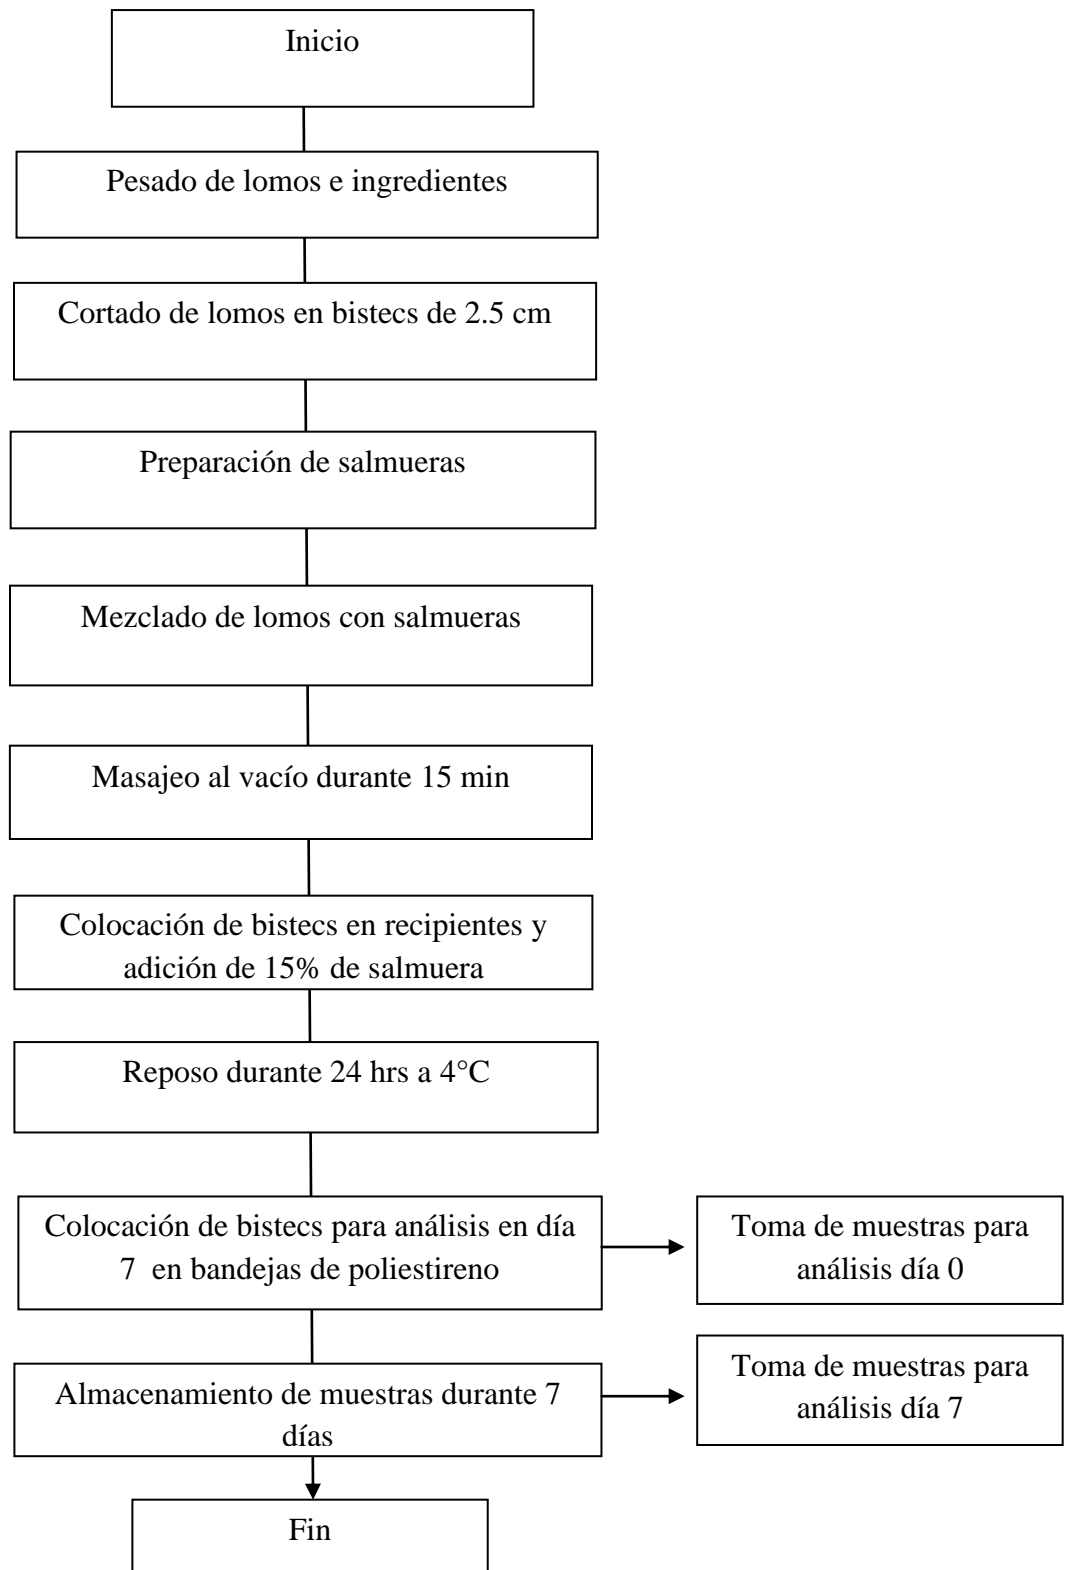 Inicio
Pesado de lomos e ingredientes
Cortado de lomos en bistecs de 2.5 cm
Preparación de salmueras
Mezclado de lomos con salmueras
Masajeo al vacío durante 15 min
Colocación de bistecs en recipientes y
adición de 15% de salmuera
Reposo durante 24 hrs a 4°C
Colocación de bistecs para análisis en día
7 en bandejas de poliestireno
Toma de muestras para
análisis día 0
Almacenamiento de muestras durante 7
días
Toma de muestras para
análisis día 7
Fin